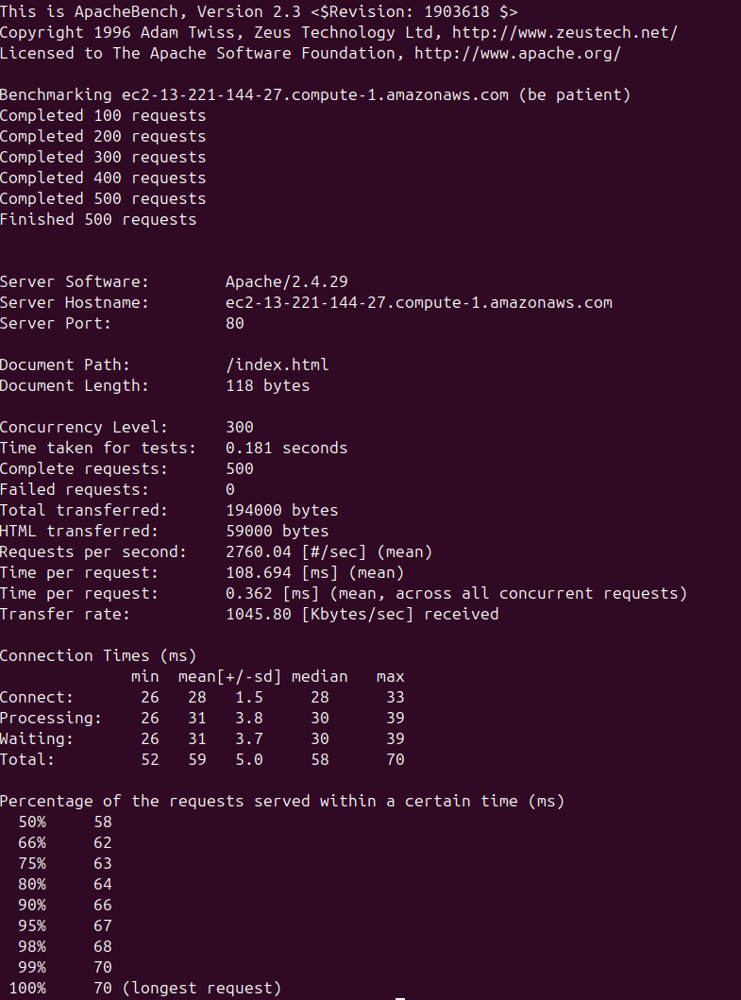 This is ApacheBench, Version 2.3 <$Revision: 1903618 $>
Copyright 1996 Adam Twiss, Zeus Technology Ltd, http://www.zeustech.net/
Licensed to The Apache Software Foundation, http://www.apache.org/

Benchmarking ec2-13-221-144-27.compute-1.amazonaws.com (be patient)
Completed 100 requests
Completed 200 requests
Completed 300 requests
Completed 400 requests
Completed 500 requests
Finished 500 requests


Server Software:        Apache/2.4.29
Server Hostname:        ec2-13-221-144-27.compute-1.amazonaws.com
Server Port:            80

Document Path:          /index.html
Document Length:        118 bytes

Concurrency Level:      300
Time taken for tests:   0.181 seconds
Complete requests:      500
Failed requests:        0
Total transferred:      194000 bytes
HTML transferred:       59000 bytes
Requests per second:    2760.04 [#/sec] (mean)
Time per request:       108.694 [ms] (mean)
Time per request:       0.362 [ms] (mean, across all concurrent requests)
Transfer rate:          1045.80 [Kbytes/sec] received

Connection Times (ms)
              min  mean[+/-sd] median   max
Connect:       26   28   1.5     28      33
Processing:    26   31   3.8     30      39
Waiting:       26   31   3.7     30      39
Total:         52   59   5.0     58      70

Percentage of the requests served within a certain time (ms)
  50%     58
  66%     62
  75%     63
  80%     64
  90%     66
  95%     67
  98%     68
  99%     70
 100%     70 (longest request)